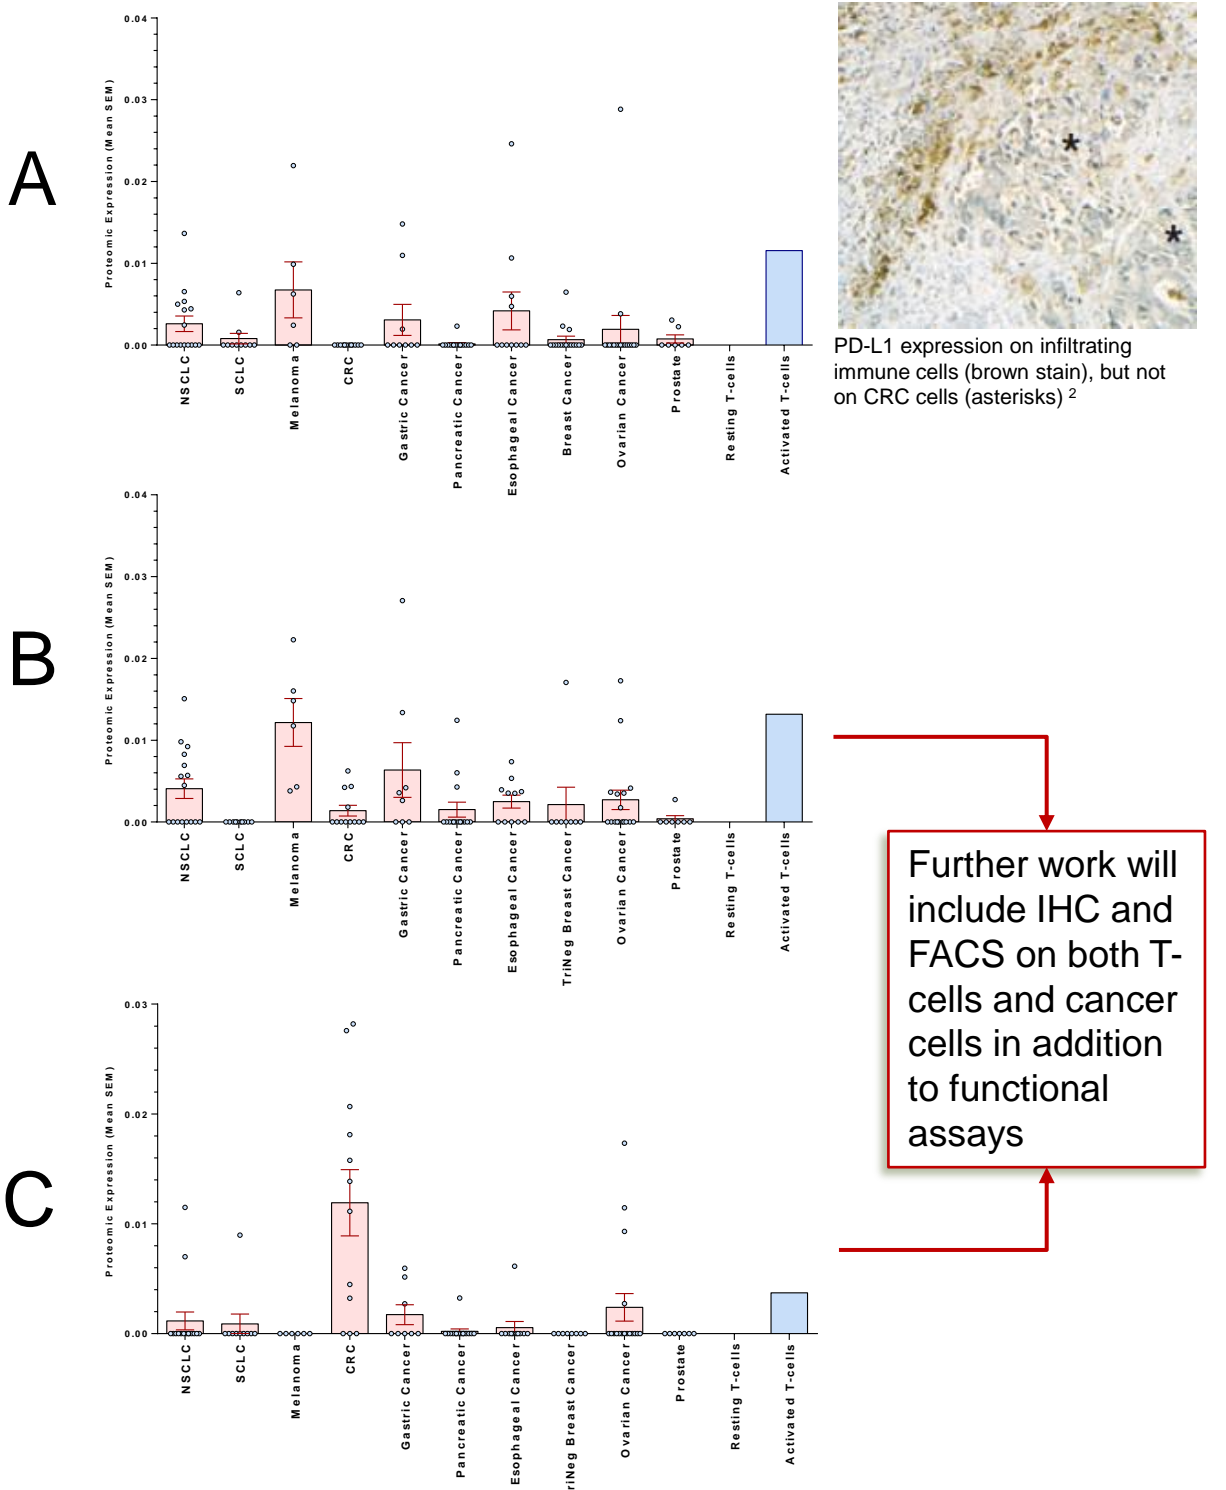 A
Proteomic Expression (Mean SEM)
0.04
0.03
0.02
0.01
0.00
NSCLC
SCLC
Melanoma
CRC
Gastric Cancer
Pancreatic Cancer
Esophageal Cancer
Breast Cancer
Ovarian Cancer
Prostate
Resting T-cells
Activated T-cells
*
*
PD-L1 expression on infiltrating
immune cells (brown stain), but not
on CRC cells (asterisks) 2
B
Proteomic Expression (Mean SEM)
0.04
0.03
0.02
0.01
0.00
NSCLC
SCLC
Melanoma
CRC
Gastric Cancer
Pancreatic Cancer
Esophageal Cancer
TriNeg Breast Cancer
Ovarian Cancer
Prostate
Resting T-cells
Activated T-cells
Further work will
include IHC and
FACS on both T-
cells and cancer
cells in addition
to functional
assays
C
Proteomic Expression (Mean SEM)
0.03
0.02
0.01
0.00
NSCLC
SCLC
Melanoma
CRC
Gastric Cancer
Pancreatic Cancer
Esophageal Cancer
riNeg Breast Cancer
Ovarian Cancer
Prostate
Resting T-cells
Activated T-cells